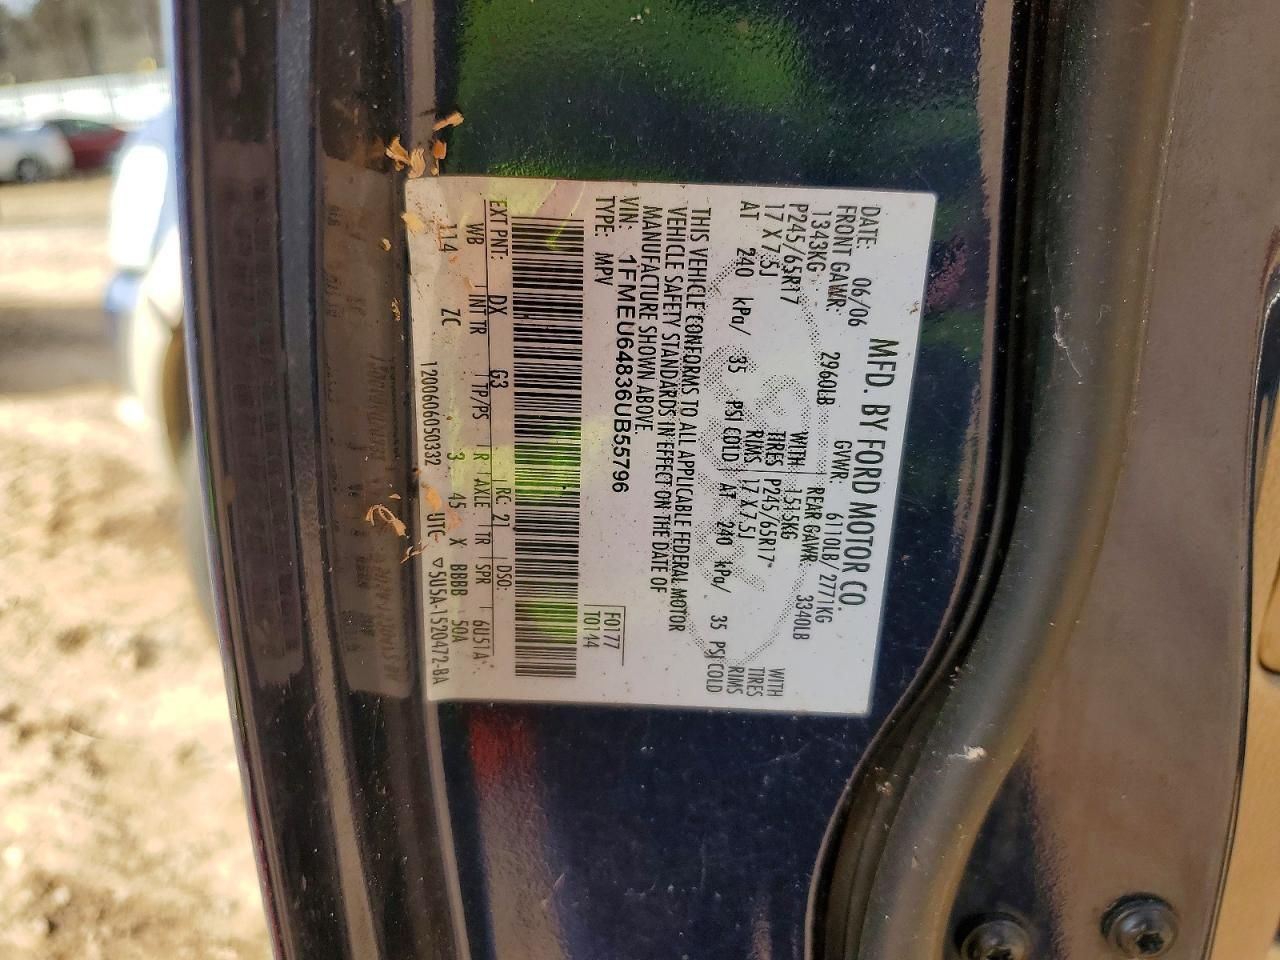 MFD. BY FORD MOTOR CO.
DATE: 06/06 GVWR: 6110LB/ 2771KG
FRONT GAWR: 2960LB REAR GAWR: 3340LB
1343KG WITH 1515KG WITH
P245/65R17 TIRES P245/65R17 TIRES
17 X 7.5J RIMS 17 X 7.5J RIMS
AT 240 kPa/ 35 PSI COLD AT 240 kPa/ 35 PSI COLD
THIS VEHICLE CONFORMS TO ALL APPLICABLE FEDERAL MOTOR
VEHICLE SAFETY STANDARDS IN EFFECT ON THE DATE OF
MANUFACTURE SHOWN ABOVE.
VIN: 1FMEU64836UB55796
TYPE: MPV
F0177
T0144
EXT PNT: DX G3 RC: 21 DSO:
WB INT TR TP/PS R AXLE TR SPR 6U51A
114 ZC 3 45 X BBBB 50A
1200606050332 UTC ▽5U5A-1520472-BA